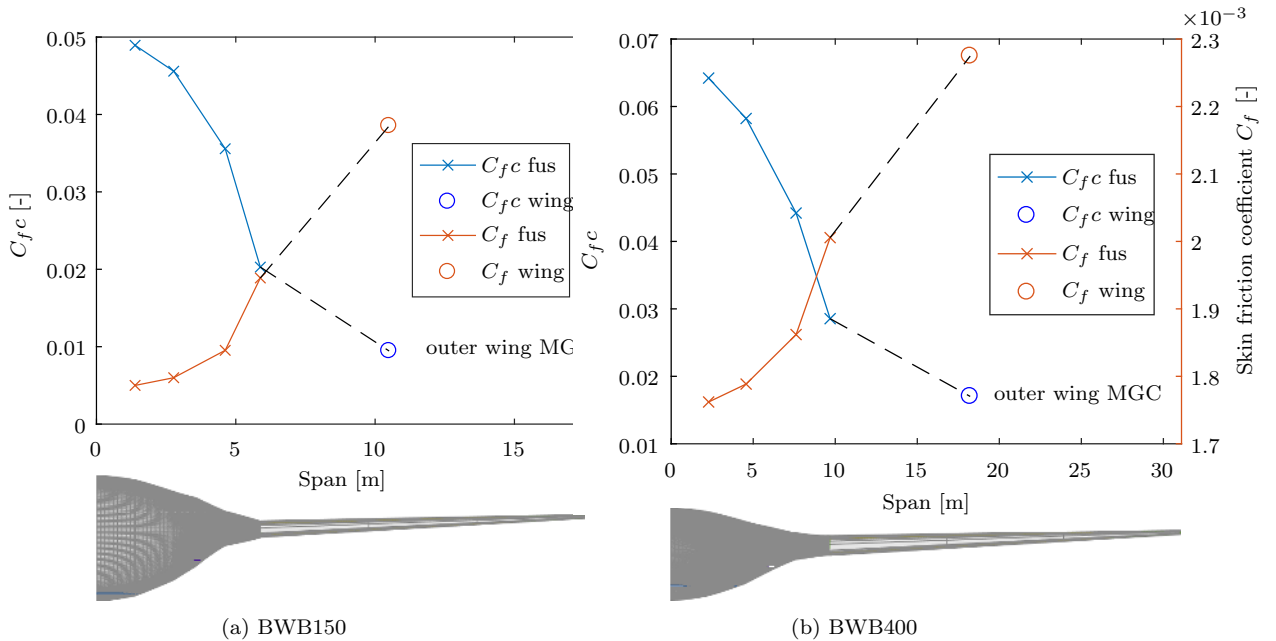 0.05
0.04
0.03
0.02
0.01
0
C_f c [-]
0
5
10
15
Span [m]
C_f c fus
C_f c wing
C_f fus
C_f wing
outer wing MG
(a) BWB150
×10⁻³
0.07
0.06
0.05
0.04
0.03
0.02
0.01
C_f c
0
5
10
15
20
25
30
Span [m]
2.3
2.2
2.1
2
1.9
1.8
1.7
Skin friction coefficient C_f [-]
C_f c fus
C_f c wing
C_f fus
C_f wing
outer wing MGC
(b) BWB400